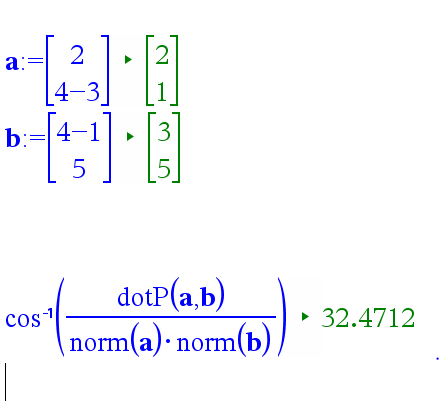 a:=[2 4−3] ▸ [2 1]
b:=[4−1 5] ▸ [3 5]
cos⁻¹(dotP(a,b) / norm(a)·norm(b)) ▸ 32.4712
.